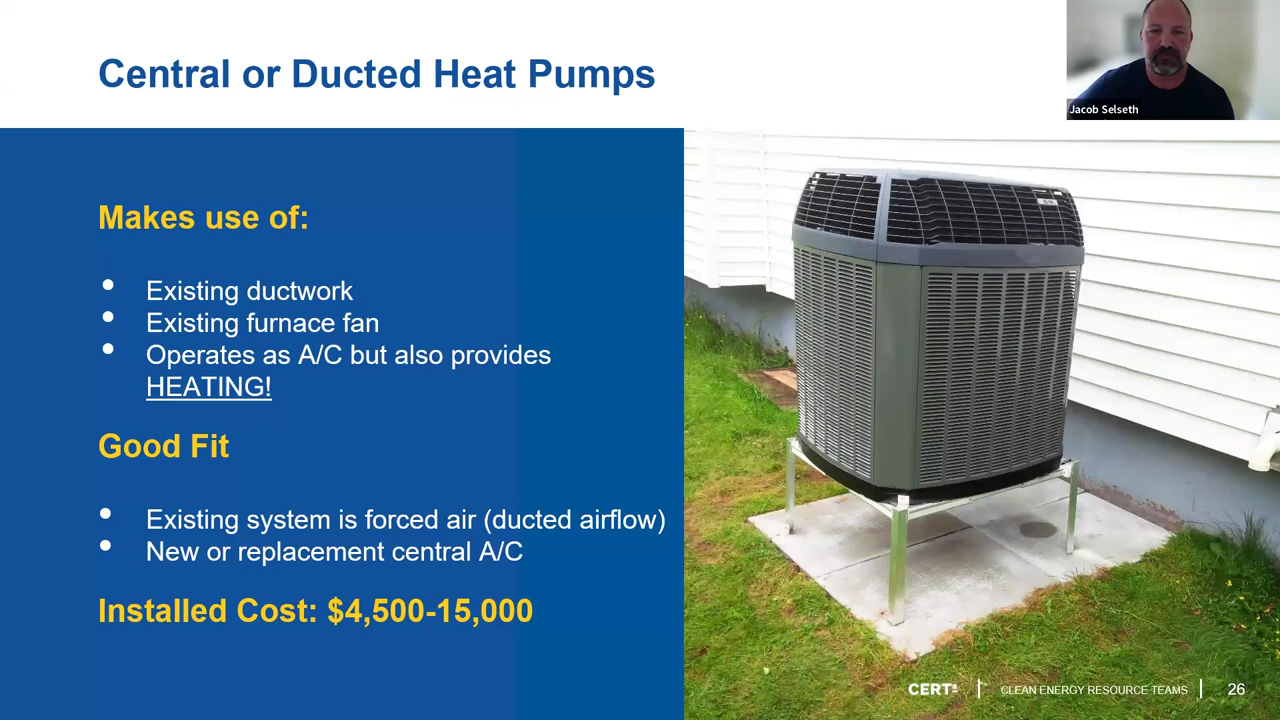 Central or Ducted Heat Pumps
Jacob Selseth
Makes use of:
• Existing ductwork
• Existing furnace fan
• Operates as A/C but also provides
HEATING!
Good Fit
• Existing system is forced air (ducted airflow)
• New or replacement central A/C
Installed Cost: $4,500-15,000
CERTs
CLEAN ENERGY RESOURCE TEAMS
26